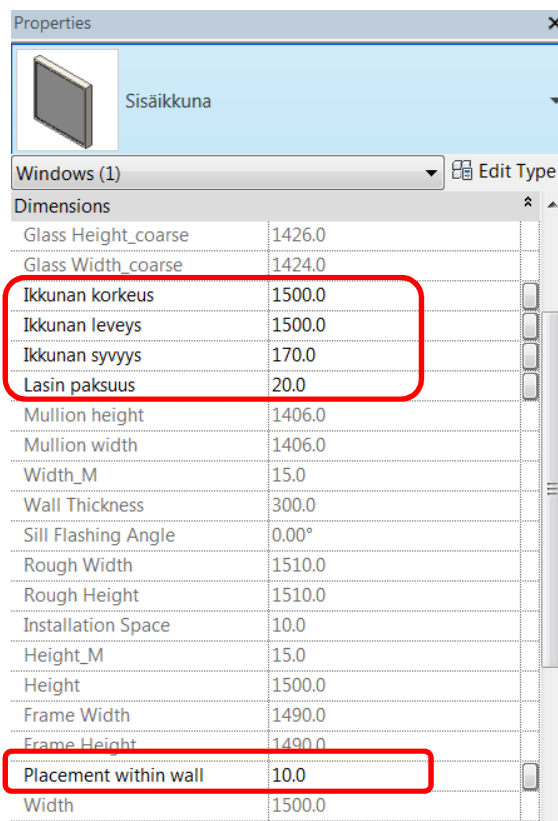 Properties
Sisäikkuna
Windows (1) Edit Type
Dimensions
Glass Height_coarse 1426.0
Glass Width_coarse 1424.0
Ikkunan korkeus 1500.0
Ikkunan leveys 1500.0
Ikkunan syvyys 170.0
Lasin paksuus 20.0
Mullion height 1406.0
Mullion width 1406.0
Width_M 15.0
Wall Thickness 300.0
Sill Flashing Angle 0.00°
Rough Width 1510.0
Rough Height 1510.0
Installation Space 10.0
Height_M 15.0
Height 1500.0
Frame Width 1490.0
Frame Height 1490.0
Placement within wall 10.0
Width 1500.0